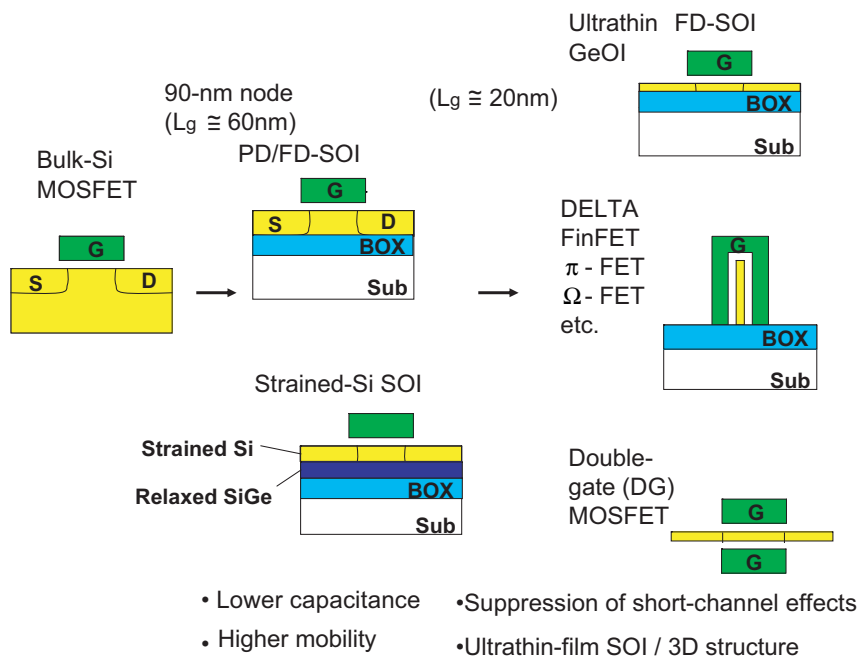 Bulk-Si
MOSFET
G
S D
90-nm node
(Lg ≅ 60nm)
PD/FD-SOI
G
S D
BOX
Sub
Strained-Si SOI
Strained Si
Relaxed SiGe
BOX
Sub
(Lg ≅ 20nm)
Ultrathin FD-SOI
GeOI
G
BOX
Sub
DELTA
FinFET
π - FET
Ω - FET
etc.
G
BOX
Sub
Double-
gate (DG)
MOSFET
G
G
• Lower capacitance
• Higher mobility
•Suppression of short-channel effects
•Ultrathin-film SOI / 3D structure